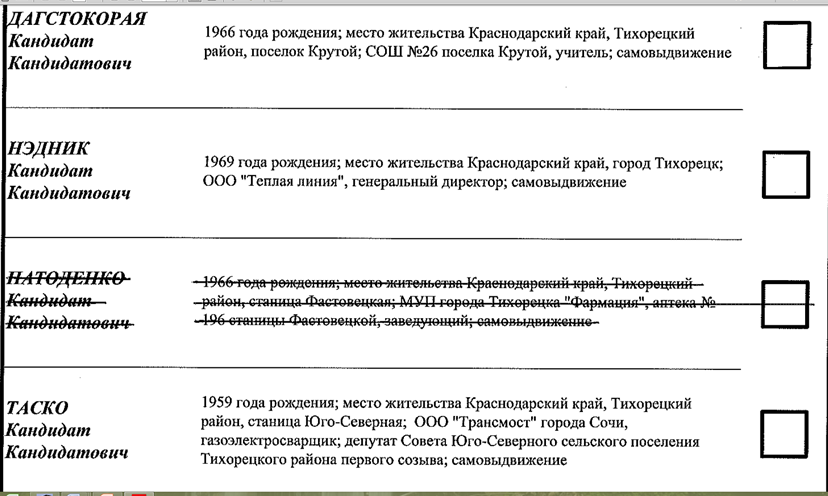 ДАГСТОКОРАЯ
Кандидат
Кандидатович
1966 года рождения; место жительства Краснодарский край, Тихорецкий
район, поселок Крутой; СОШ №26 поселка Крутой, учитель; самовыдвижение
НЭДНИК
Кандидат
Кандидатович
1969 года рождения; место жительства Краснодарский край, город Тихорецк;
ООО "Теплая линия", генеральный директор; самовыдвижение
НАТОДЕНКО
Кандидат
Кандидатович
1966 года рождения; место жительства Краснодарский край, Тихорецкий
район, станица Фастовецкая; МУП города Тихорецка "Фармация", аптека №
196 станицы Фастовецкой, заведующий; самовыдвижение
ТАСКО
Кандидат
Кандидатович
1959 года рождения; место жительства Краснодарский край, Тихорецкий
район, станица Юго-Северная; ООО "Трансмост" города Сочи,
газоэлектросварщик; депутат Совета Юго-Северного сельского поселения
Тихорецкого района первого созыва; самовыдвижение